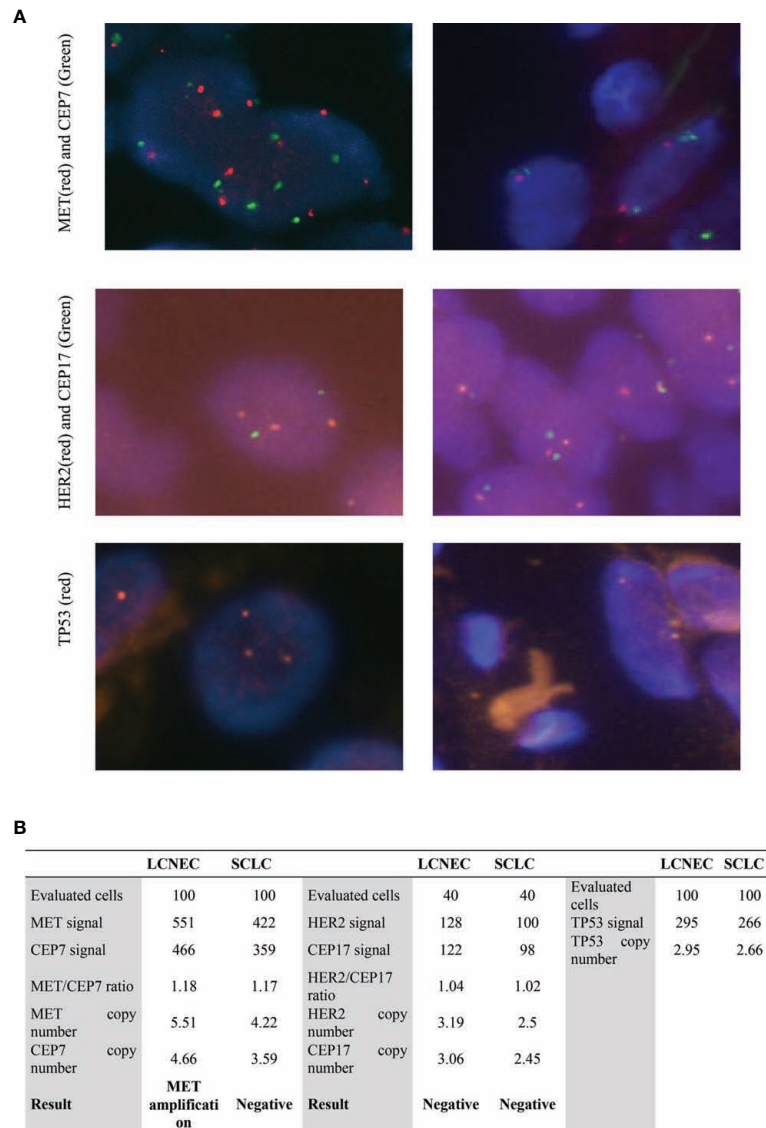 A
MET(red) and CEP7 (Green)
HER2(red) and CEP17 (Green)
TP53 (red)
B
LCNEC SCLC LCNEC SCLC LCNEC SCLC
Evaluated cells 100 100 Evaluated cells 40 40 Evaluated cells 100 100
MET signal 551 422 HER2 signal 128 100 TP53 signal 295 266
CEP7 signal 466 359 CEP17 signal 122 98 TP53 copy number 2.95 2.66
MET/CEP7 ratio 1.18 1.17 HER2/CEP17 ratio 1.04 1.02
MET copy number 5.51 4.22 HER2 copy number 3.19 2.5
CEP7 copy number 4.66 3.59 CEP17 copy number 3.06 2.45
Result MET amplification Negative Result Negative Negative